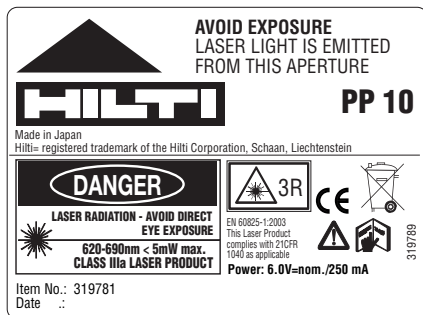 AVOID EXPOSURE
LASER LIGHT IS EMITTED
FROM THIS APERTURE
HILTI
PP 10
Made in Japan
Hilti= registered trademark of the Hilti Corporation, Schaan, Liechtenstein
DANGER
LASER RADIATION - AVOID DIRECT
EYE EXPOSURE
620-690nm < 5mW max.
CLASS IIIa LASER PRODUCT
3R
CE
EN 60825-1:2003
This Laser Product
complies with 21CFR
1040 as applicable
Power: 6.0V=nom./250 mA
319789
Item No.: 319781
Date .: